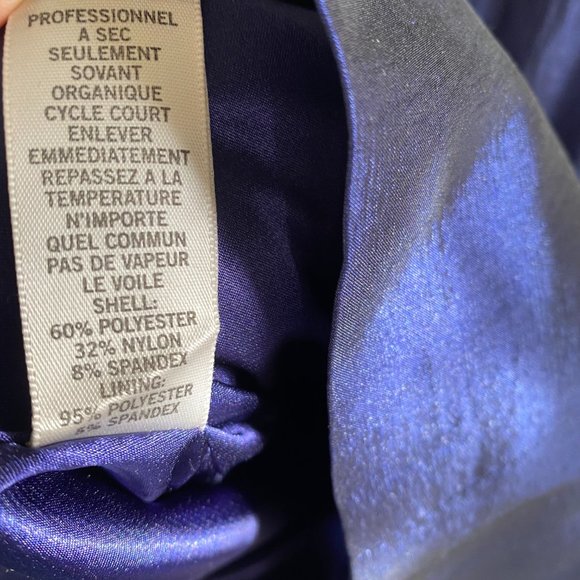 PROFESSIONNEL
A SEC
SEULEMENT
SOVANT
ORGANIQUE
CYCLE COURT
ENLEVER
EMMEDIATEMENT
REPASSEZ A LA
TEMPERATURE
N'IMPORTE
QUEL COMMUN
PAS DE VAPEUR
LE VOILE
SHELL:
60% POLYESTER
32% NYLON
8% SPANDEX
LINING:
95% POLYESTER
5% SPANDEX